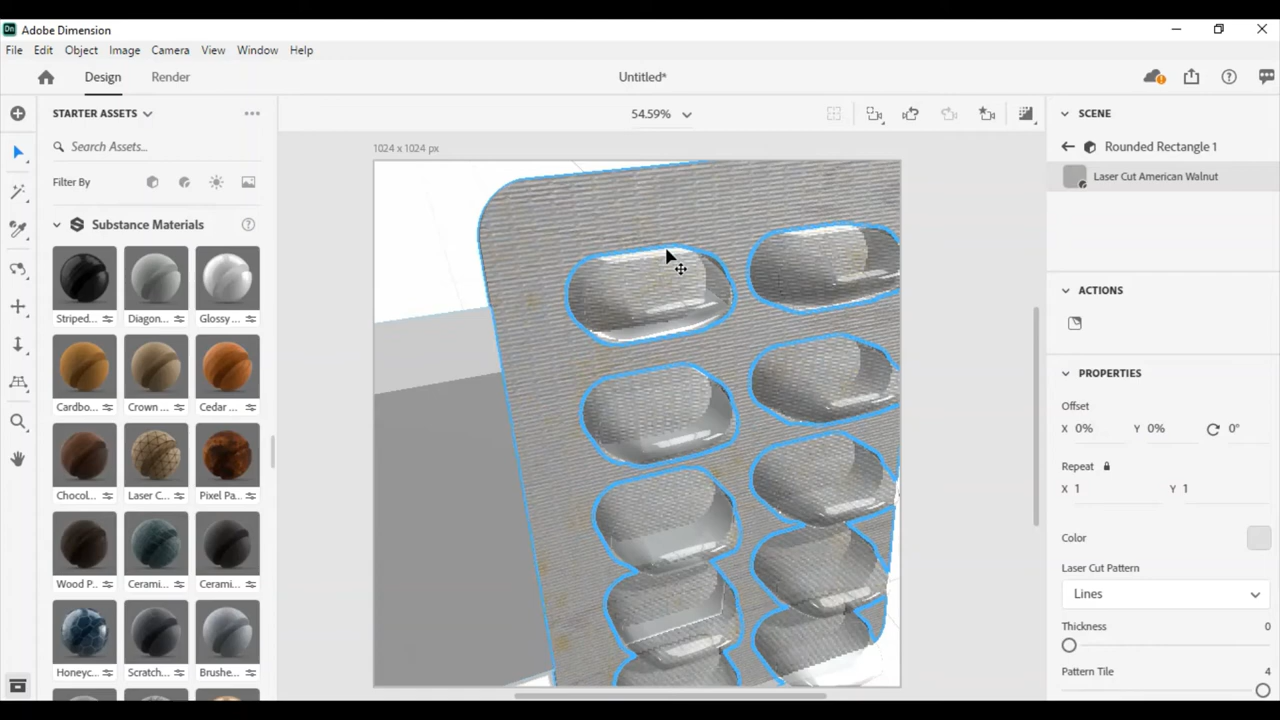 Dn Adobe Dimension
File Edit Object Image Camera View Window Help
Design Render Untitled*
STARTER ASSETS 54.59% SCENE
Search Assets... 1024 x 1024 px Rounded Rectangle 1
Filter By Laser Cut American Walnut
Substance Materials
Striped... Diagon... Glossy ...
ACTIONS
Cardbo... Crown ... Cedar ...
PROPERTIES
Offset
X 0% Y 0% 0°
Repeat
X 1 Y 1
Chocol... Laser C... Pixel Pa...
Color
Laser Cut Pattern
Lines
Wood P... Cerami... Cerami...
Thickness 0
Pattern Tile 4
Honeyc... Scratch... Brushe...